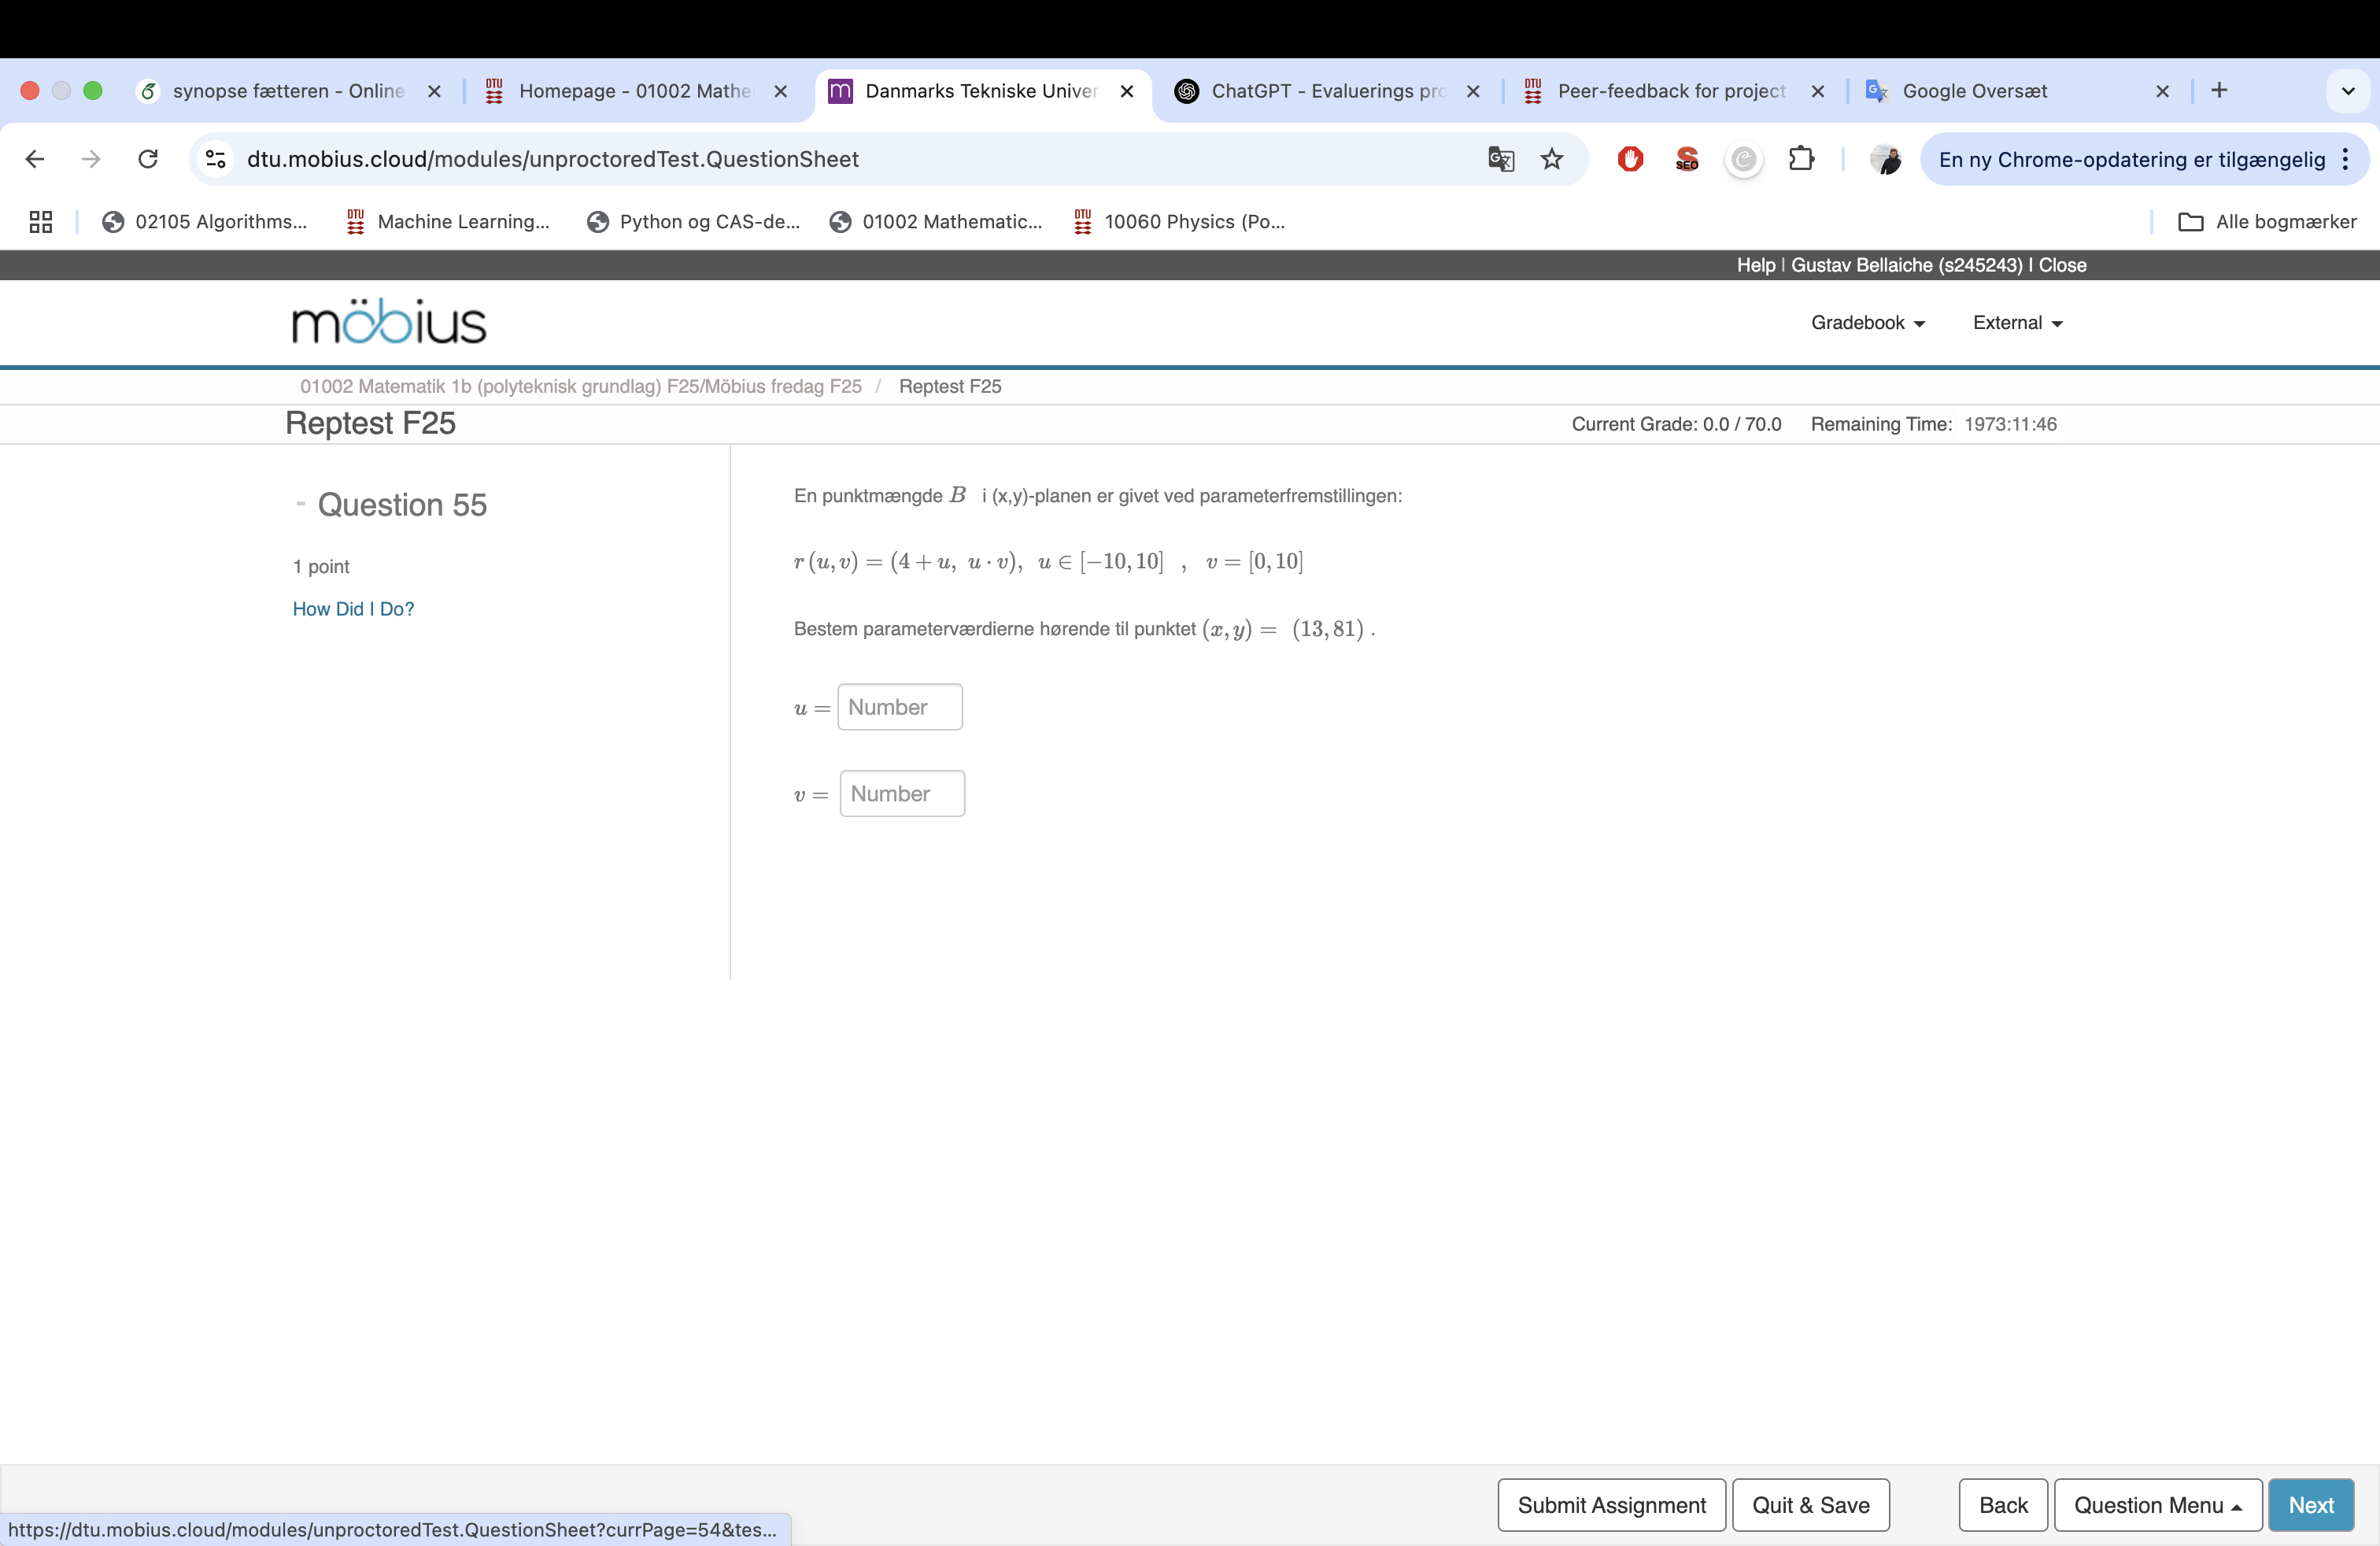 synopse fætteren - Online
Homepage - 01002 Mathe
Danmarks Tekniske Univer
ChatGPT - Evaluerings pro
Peer-feedback for project
Google Oversæt
dtu.mobius.cloud/modules/unproctoredTest.QuestionSheet
SEO
En ny Chrome-opdatering er tilgængelig
02105 Algorithms...
Machine Learning...
Python og CAS-de...
01002 Mathematic...
10060 Physics (Po...
Alle bogmærker
Help | Gustav Bellaiche (s245243) | Close
möbius
Gradebook
External
01002 Matematik 1b (polyteknisk grundlag) F25/Möbius fredag F25 / Reptest F25
Reptest F25
Current Grade: 0.0 / 70.0 Remaining Time: 1973:11:46
- Question 55
1 point
How Did I Do?
En punktmængde B i (x,y)-planen er givet ved parameterfremstillingen:
r (u, v) = (4 + u, u · v), u ∈ [−10, 10] , v = [0, 10]
Bestem parameterværdierne hørende til punktet (x, y) = (13, 81) .
u = Number
v = Number
Submit Assignment
Quit & Save
Back
Question Menu
Next
https://dtu.mobius.cloud/modules/unproctoredTest.QuestionSheet?currPage=54&tes...